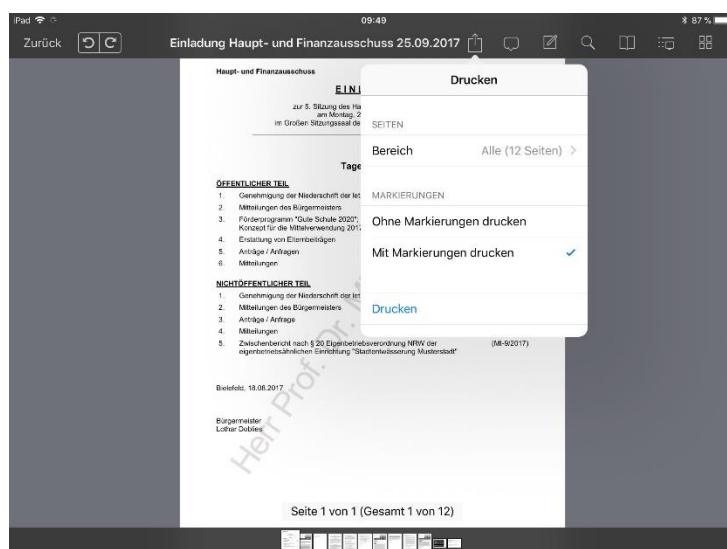 iPad 09:49 87 %
Zurück Einladung Haupt- und Finanzausschuss 25.09.2017
Haupt- und Finanzausschuss
EIN
zur 5. Sitzung des Ha
am Montag, 2
im Großen Sitzungssaal de
Tage
ÖFFENTLICHER TEIL
1. Genehmigung der Niederschrift der let
2. Mitteilungen des Bürgermeisters
3. Förderprogramm "Gute Schule 2020";
Konzept für die Mittelverwendung 2017
4. Erstattung von Elternbeiträgen
5. Anträge / Anfragen
6. Mitteilungen
NICHTÖFFENTLICHER TEIL
1. Genehmigung der Niederschrift der let
2. Mitteilungen des Bürgermeisters
3. Anträge / Anfrage
4. Mitteilungen
5. Zwischenbericht nach § 20 Eigenbetriebsverordnung NRW der (MI-9/2017)
eigenbetriebsähnlichen Einrichtung "Stadtentwässerung Musterstadt"
Bielefeld, 18.08.2017
Bürgermeister
Lothar Doblies
Herr Prof. Dr. M
Drucken
SEITEN
Bereich Alle (12 Seiten)
MARKIERUNGEN
Ohne Markierungen drucken
Mit Markierungen drucken
Drucken
Seite 1 von 1 (Gesamt 1 von 12)